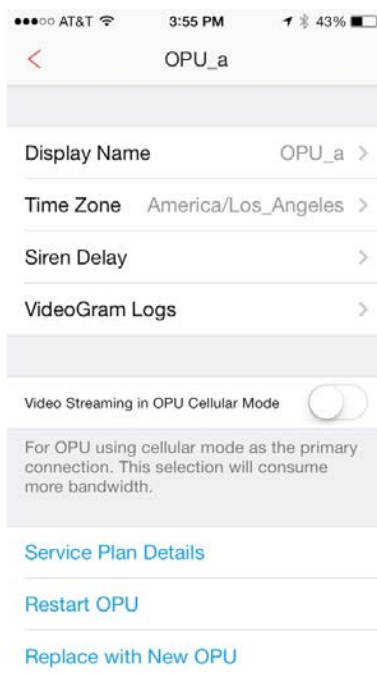 AT&T 3:55 PM 43%
OPU_a
Display Name OPU_a
Time Zone America/Los_Angeles
Siren Delay
VideoGram Logs
Video Streaming in OPU Cellular Mode
For OPU using cellular mode as the primary
connection. This selection will consume
more bandwidth.
Service Plan Details
Restart OPU
Replace with New OPU